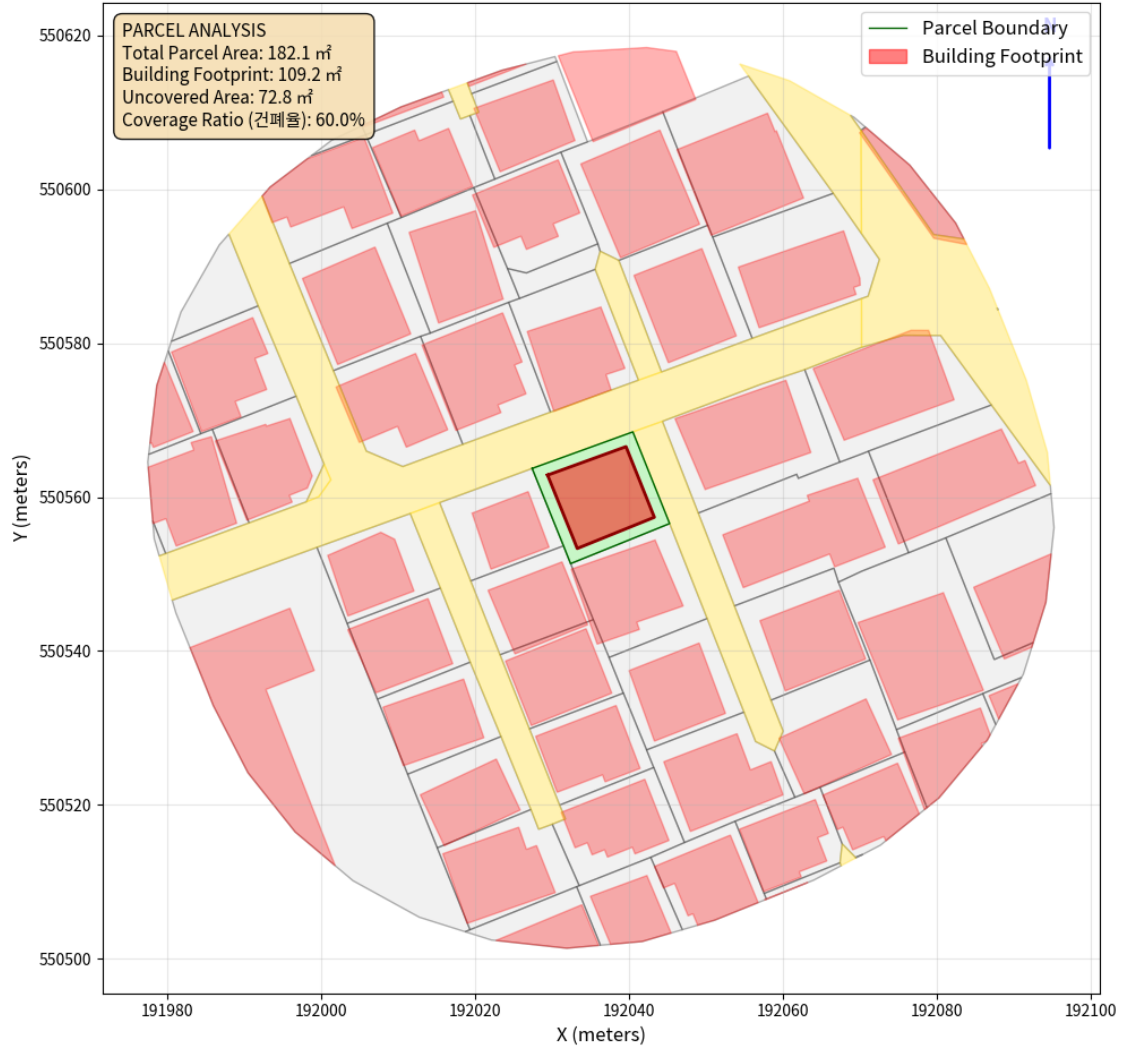 PARCEL ANALYSIS
Total Parcel Area: 182.1 ㎡
Building Footprint: 109.2 ㎡
Uncovered Area: 72.8 ㎡
Coverage Ratio (건폐율): 60.0%
Parcel Boundary
Building Footprint
N
550620
550600
550580
550560
550540
550520
550500
Y (meters)
191980
192000
192020
192040
192060
192080
192100
X (meters)